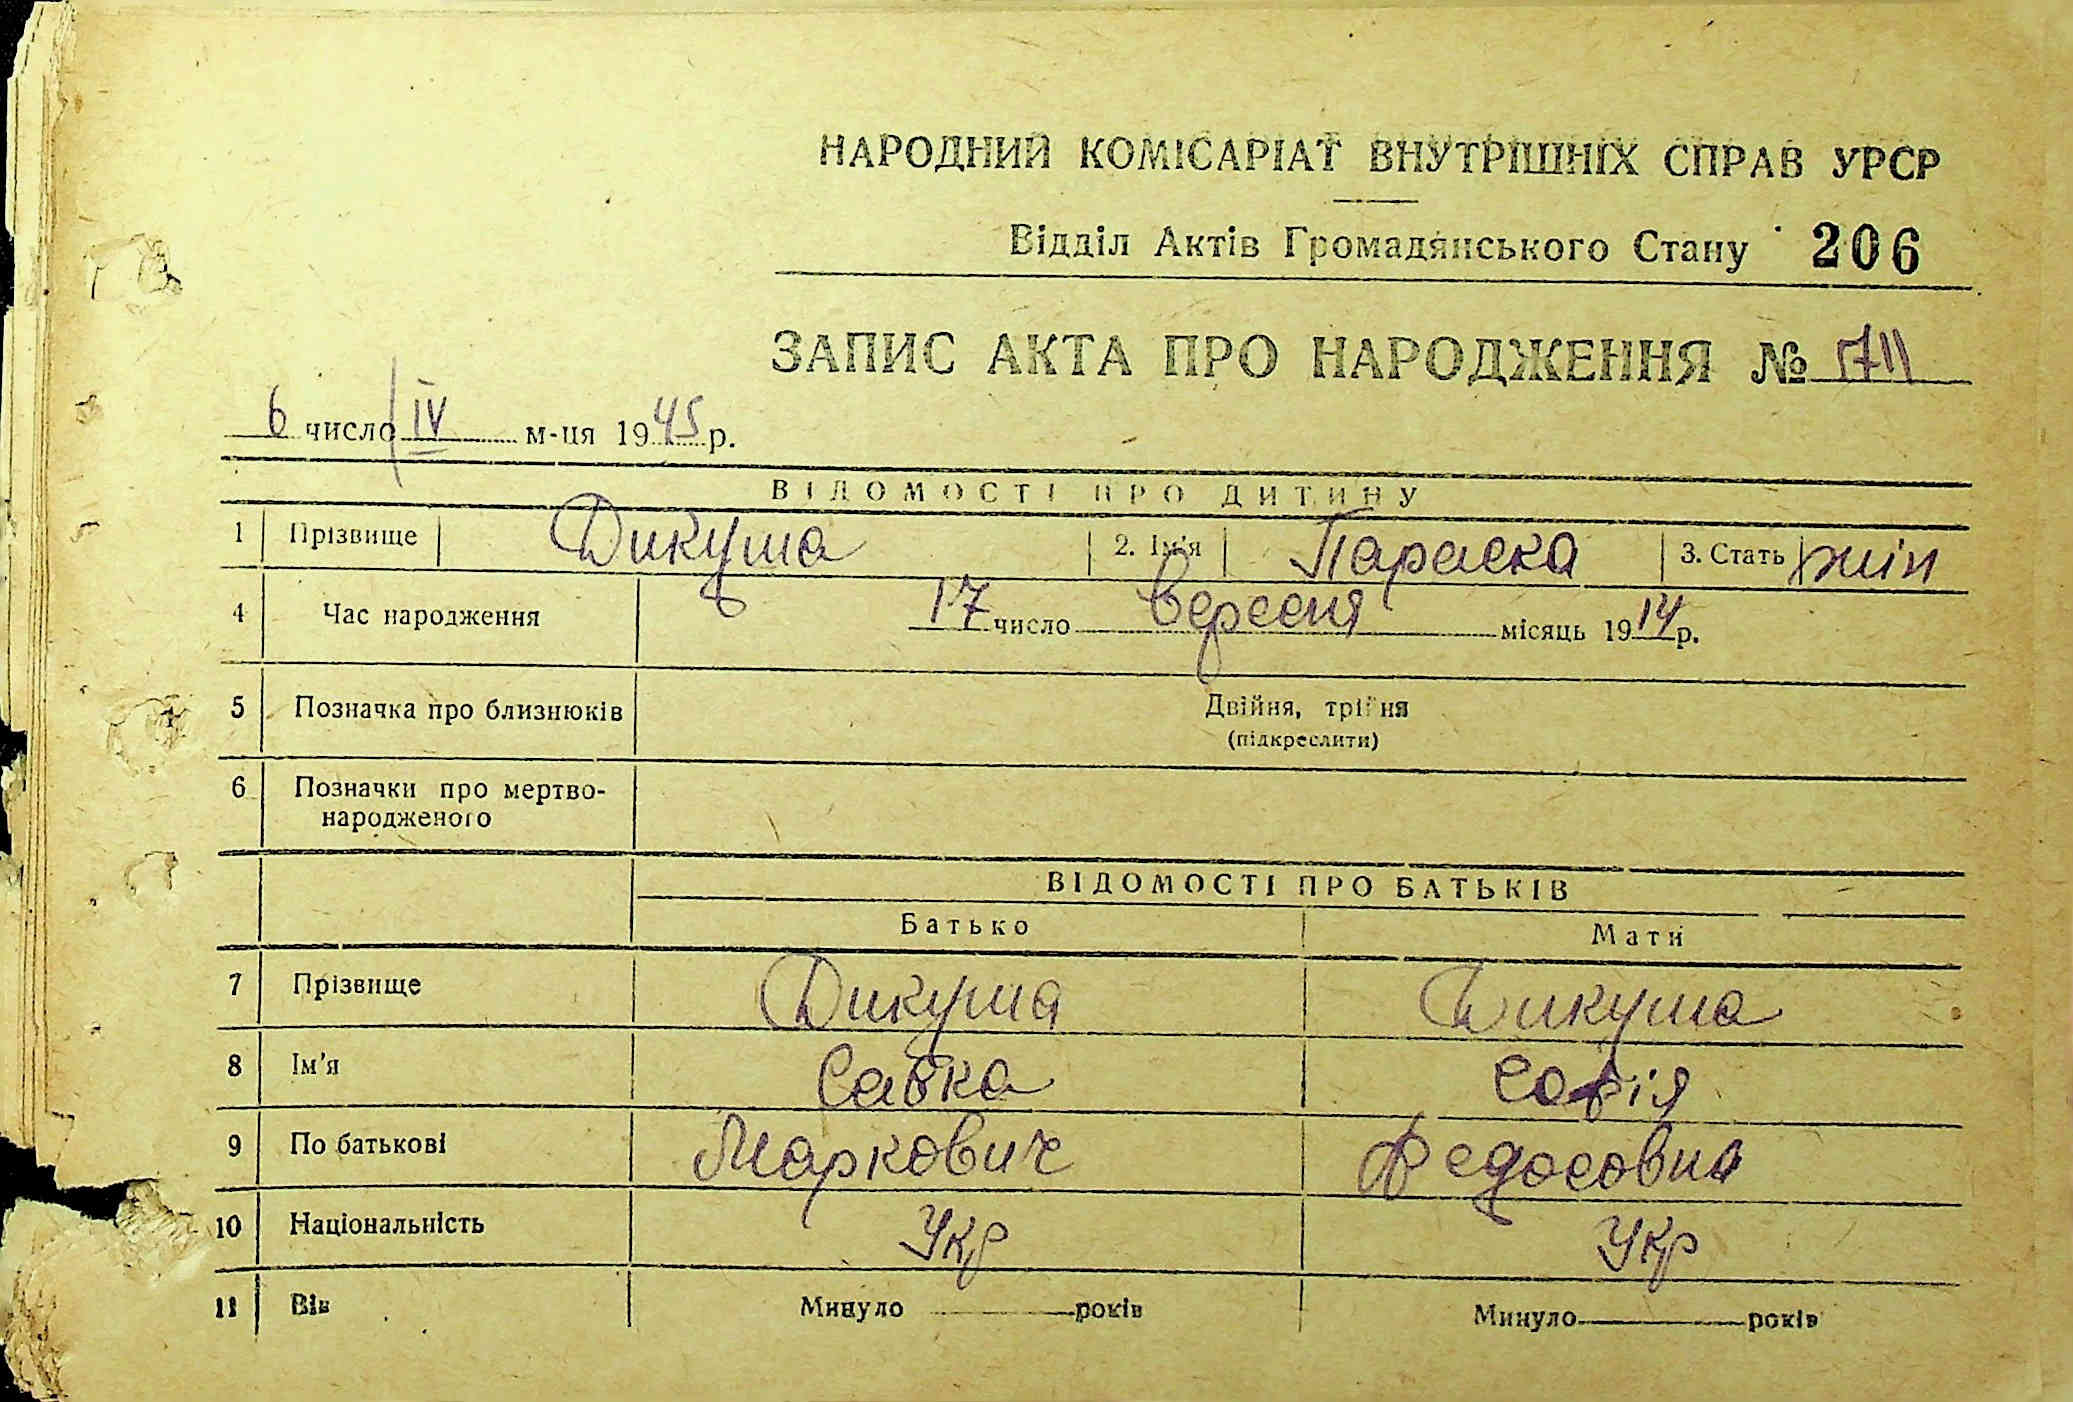 НАРОДНИЙ КОМІСАРІАТ ВНУТРІШНІХ СПРАВ УРСР
Відділ Актів Громадянського Стану 206
ЗАПИС АКТА ПРО НАРОДЖЕННЯ № 1711
6 число IV м-ця 1945 р.
ВІДОМОСТІ ПРО ДИТИНУ
1 Прізвище Дикуша 2. Ім'я Параска 3. Стать жін
4 Час народження 17 число вересня місяць 1914 р.
5 Позначка про близнюків Двійня, трійня
(підкреслити)
6 Позначки про мертво-
народженого
ВІДОМОСТІ ПРО БАТЬКІВ
Батько Мати
7 Прізвище Дикуша Дикуша
8 Ім'я Савка Софія
9 По батькові Маркович Федосовна
10 Національність Укр Укр
11 Вік Минуло років Минуло років